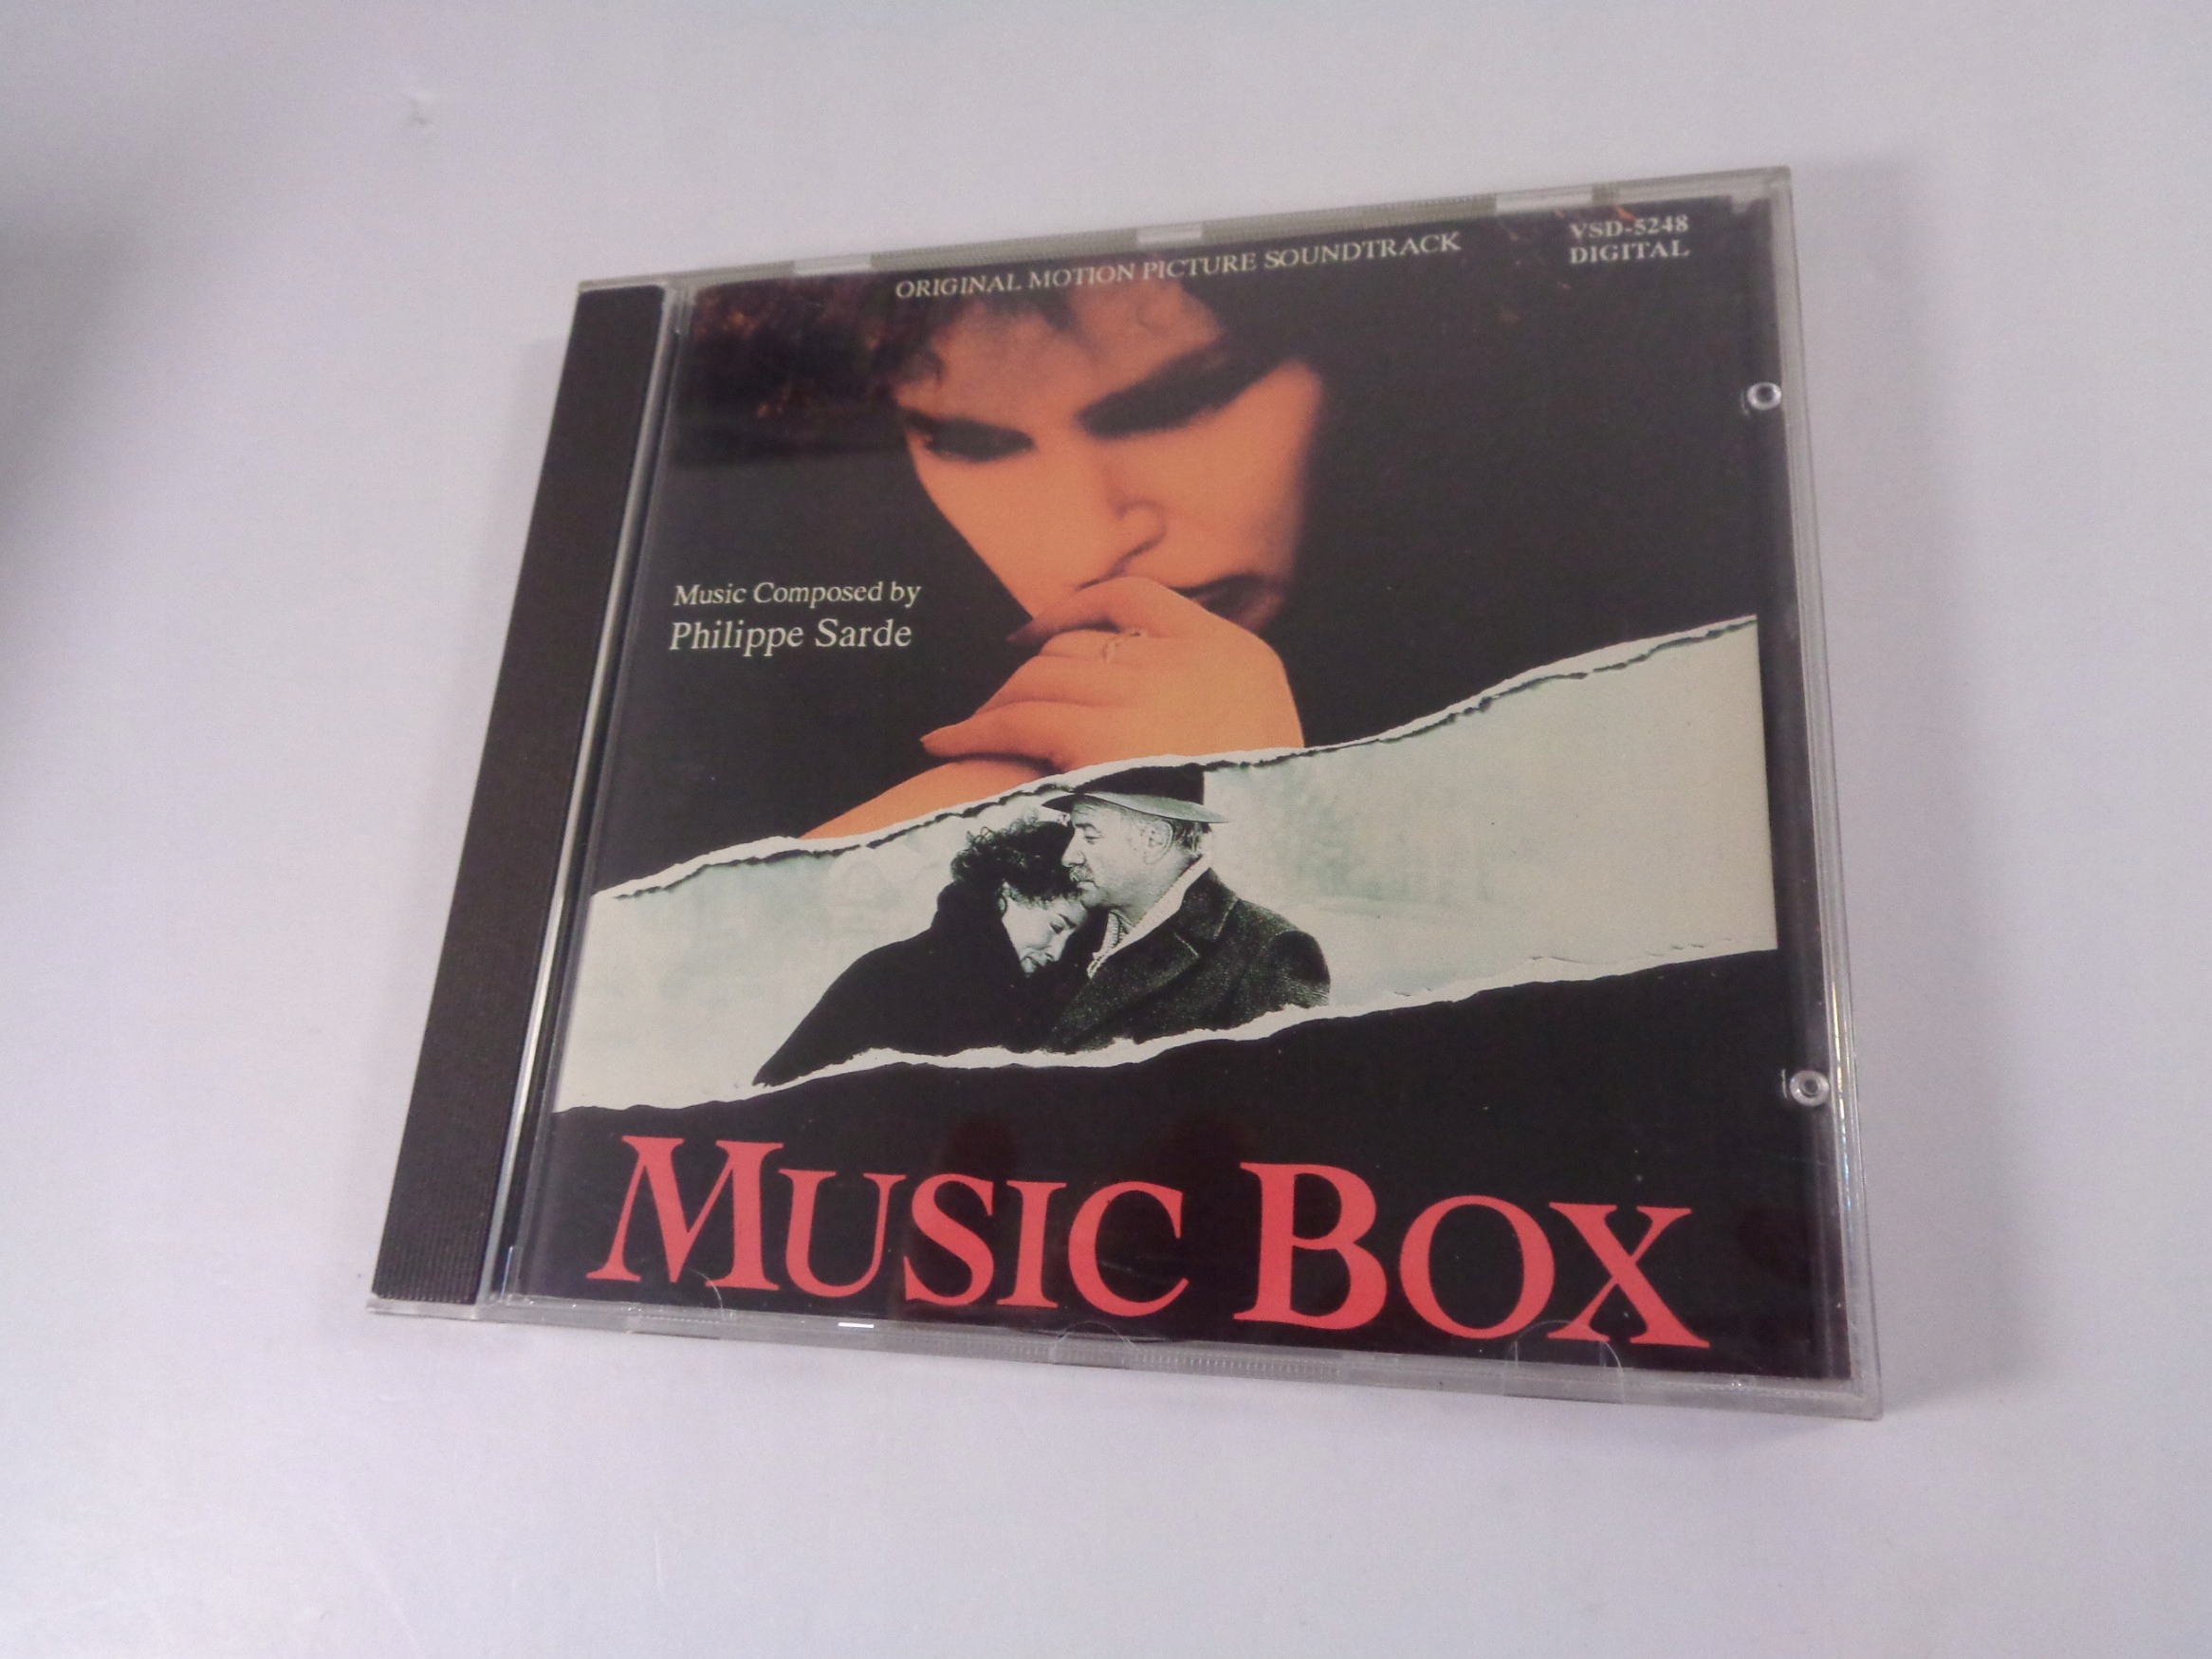 ORIGINAL MOTION PICTURE SOUNDTRACK
VSD-5248
DIGITAL
Music Composed by
Philippe Sarde
MUSIC BOX